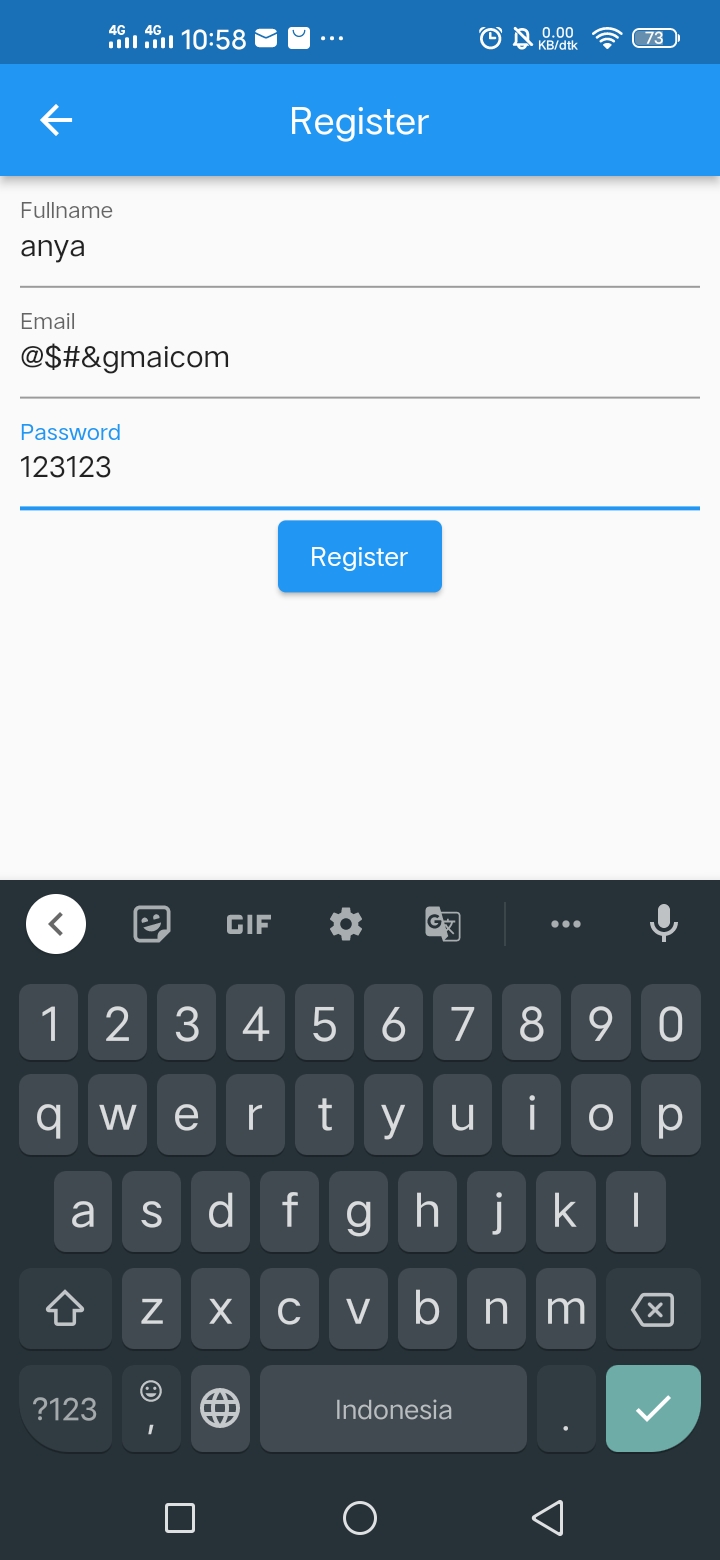 4G 4G 10:58 0.00 KB/dtk 73
Register
Fullname
anya
Email
@$#&gmaicom
Password
123123
Register
GIF G 文
1 2 3 4 5 6 7 8 9 0
q w e r t y u i o p
a s d f g h j k l
z x c v b n m
?123 , Indonesia .